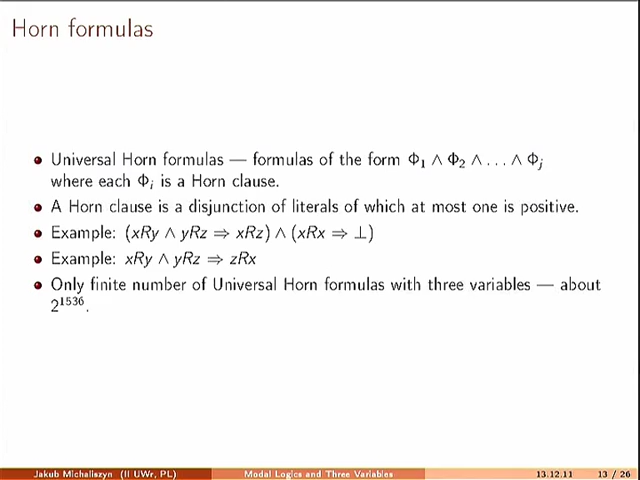 Horn formulas
Universal Horn formulas — formulas of the form Φ₁ ∧ Φ₂ ∧ . . . ∧ Φⱼ
where each Φᵢ is a Horn clause.
A Horn clause is a disjunction of literals of which at most one is positive.
Example: (xRy ∧ yRz ⇒ xRz) ∧ (xRx ⇒ ⊥)
Example: xRy ∧ yRz ⇒ zRx
Only finite number of Universal Horn formulas with three variables — about
2¹⁵³⁶.
Jakub Michaliszyn (II UWr, PL) Modal Logics and Three Variables 13.12.11 13 / 26